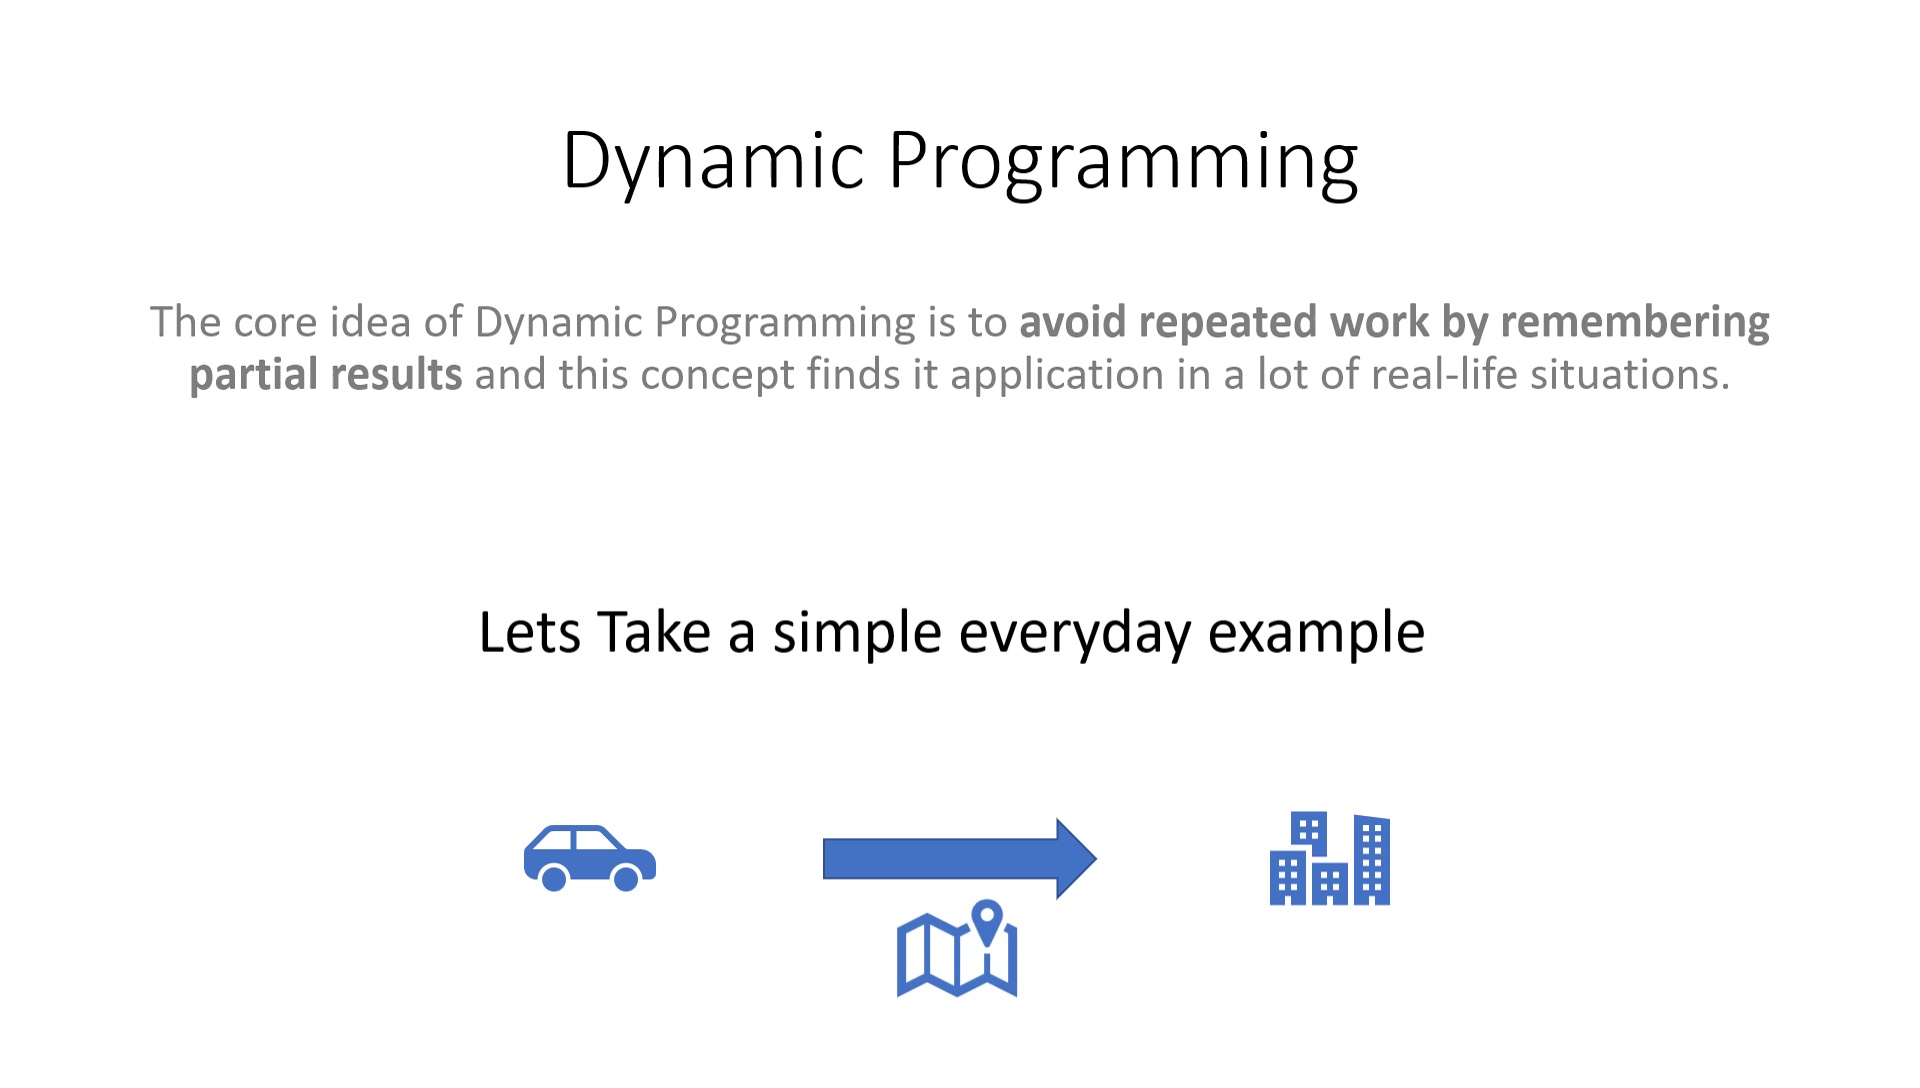 Dynamic Programming
The core idea of Dynamic Programming is to avoid repeated work by remembering
partial results and this concept finds it application in a lot of real-life situations.
Lets Take a simple everyday example